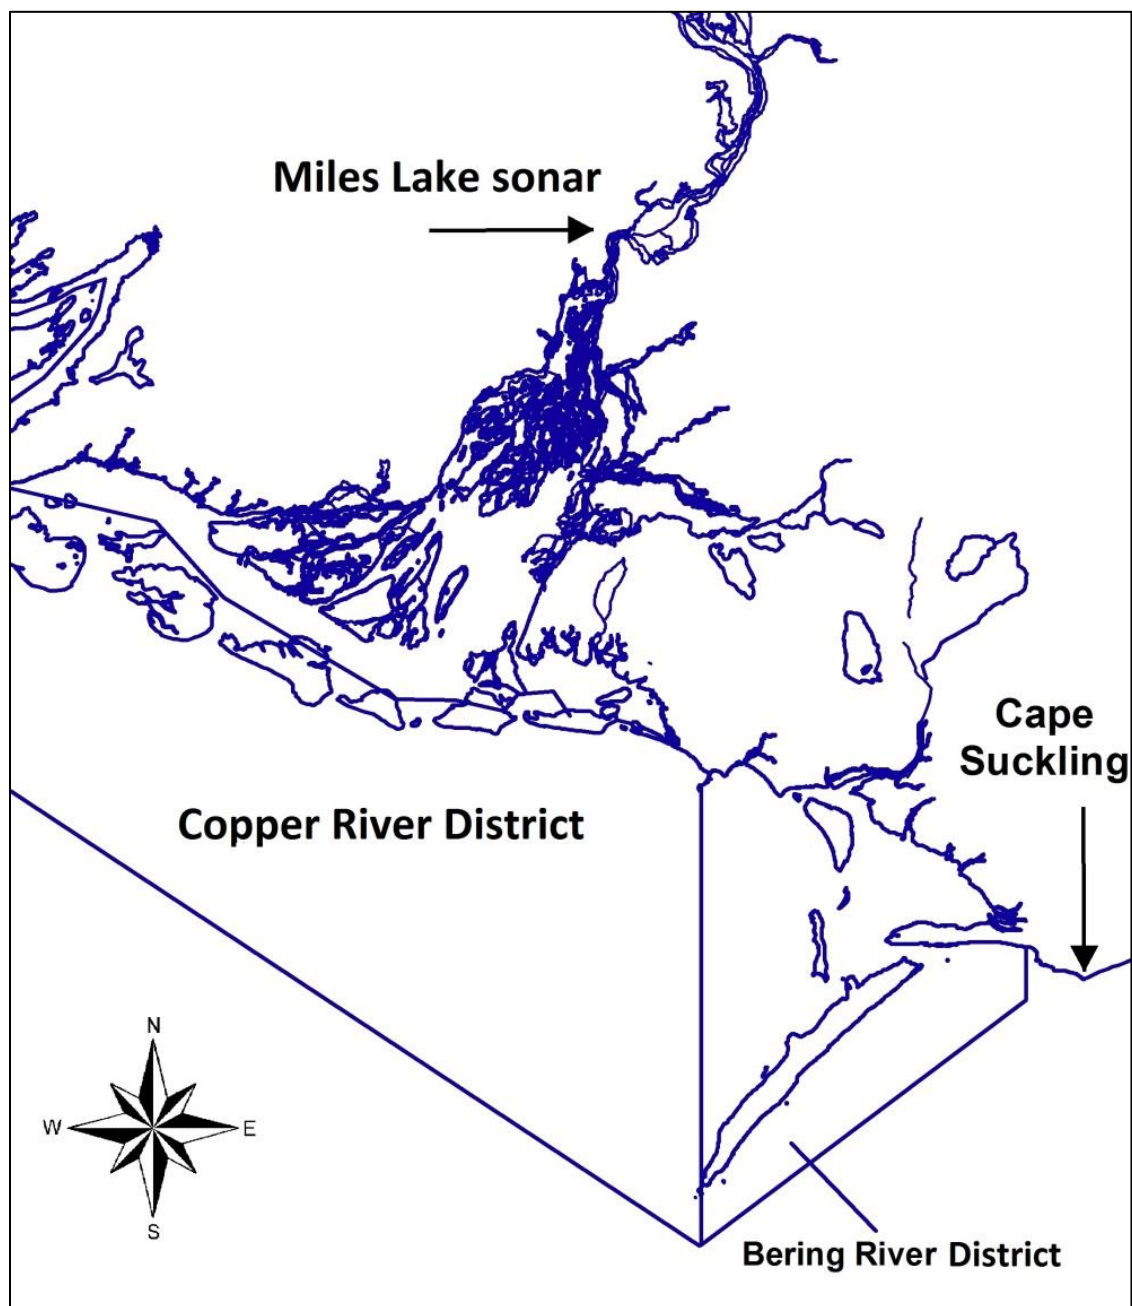 Miles Lake sonar
Cape
Suckling
Copper River District
N
W
E
S
Bering River District